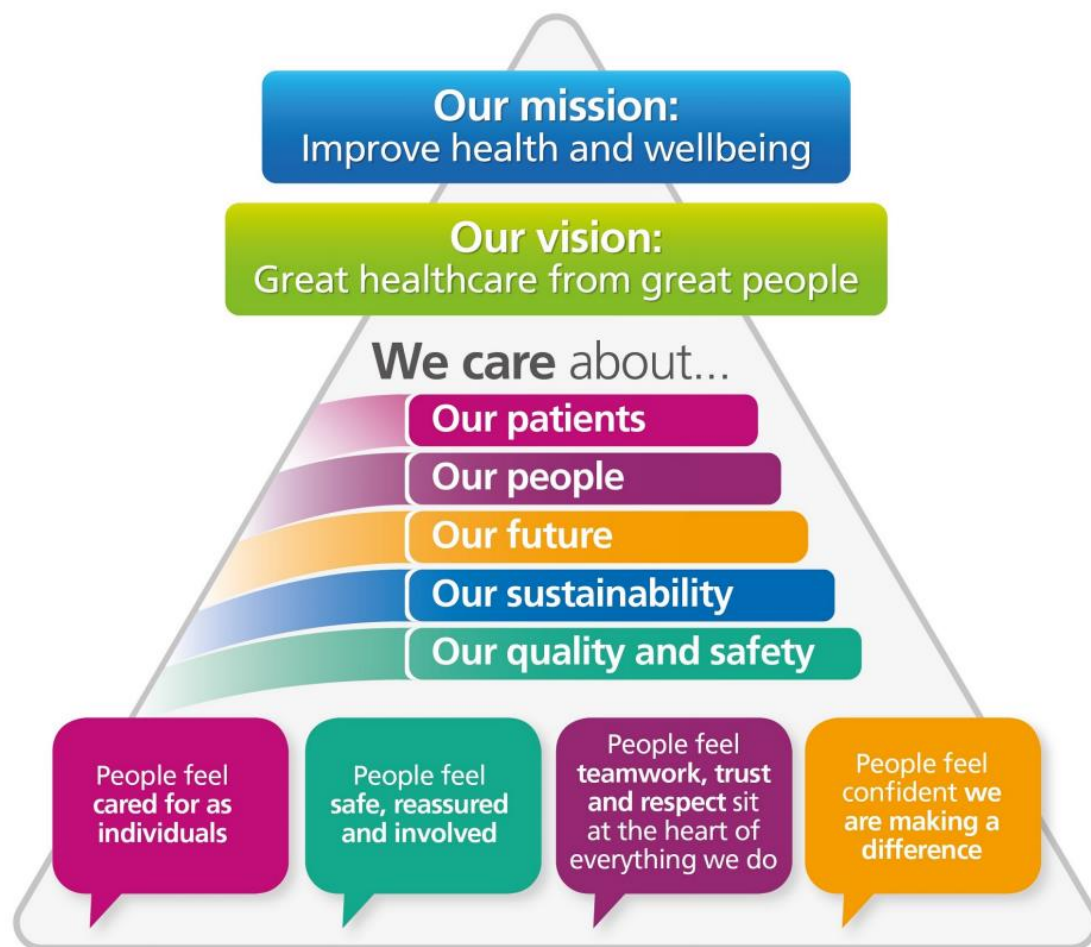 Our mission:
Improve health and wellbeing
Our vision:
Great healthcare from great people
We care about...
Our patients
Our people
Our future
Our sustainability
Our quality and safety
People feel
cared for as
individuals
People feel
safe, reassured
and involved
People feel
teamwork, trust
and respect sit
at the heart of
everything we do
People feel
confident we
are making a
difference